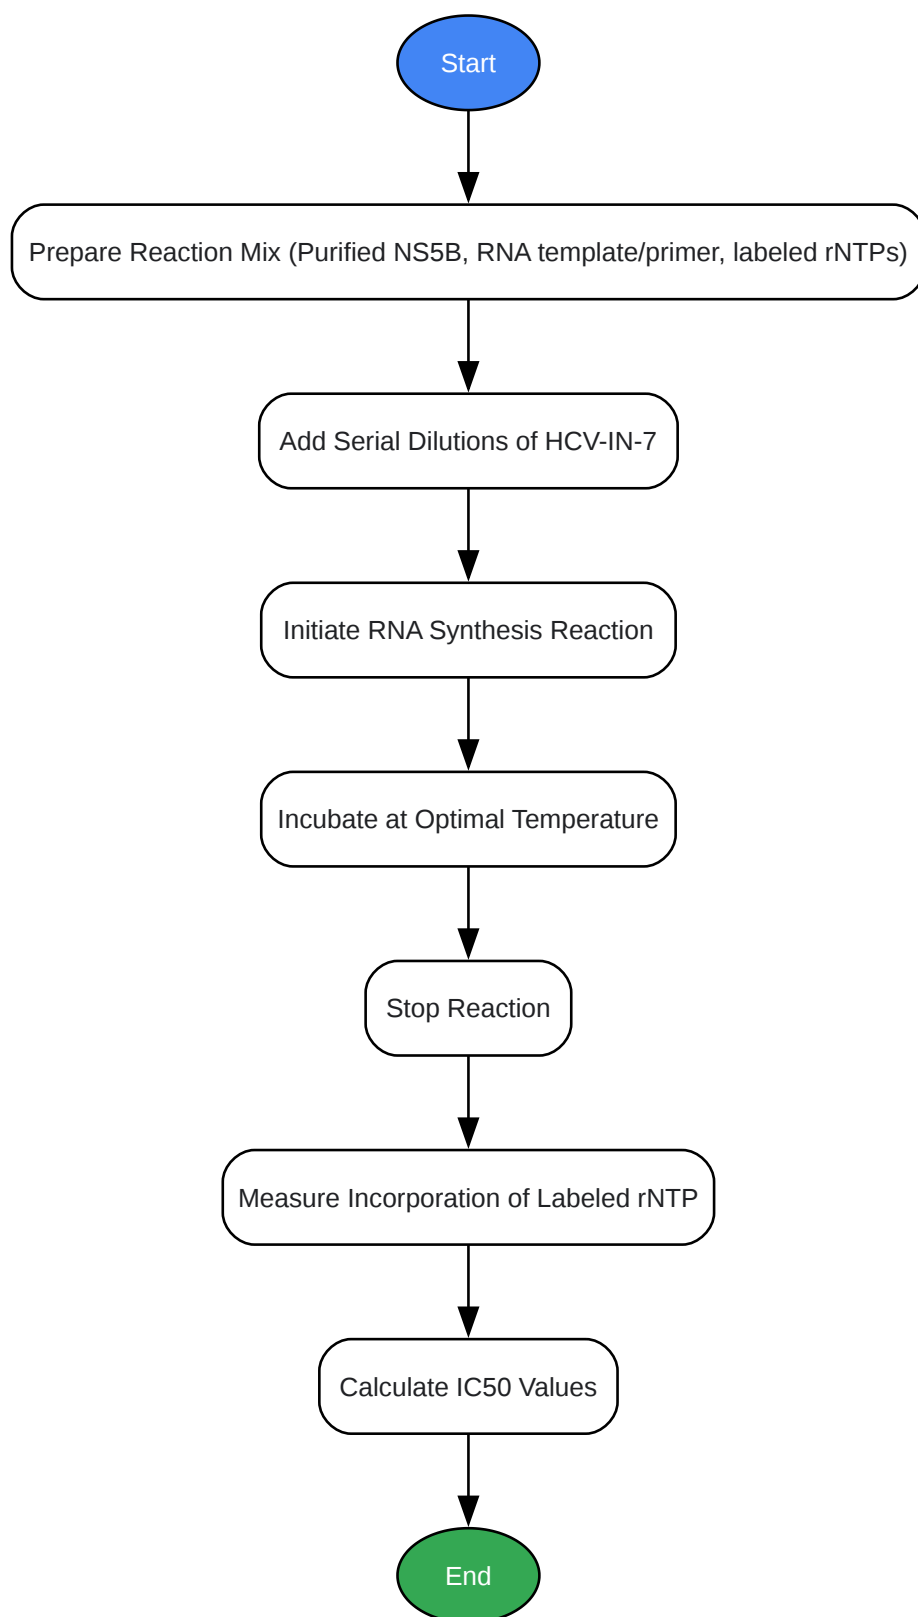 Start
Prepare Reaction Mix (Purified NS5B, RNA template/primer, labeled rNTPs)
Add Serial Dilutions of HCV-IN-7
Initiate RNA Synthesis Reaction
Incubate at Optimal Temperature
Stop Reaction
Measure Incorporation of Labeled rNTP
Calculate IC50 Values
End